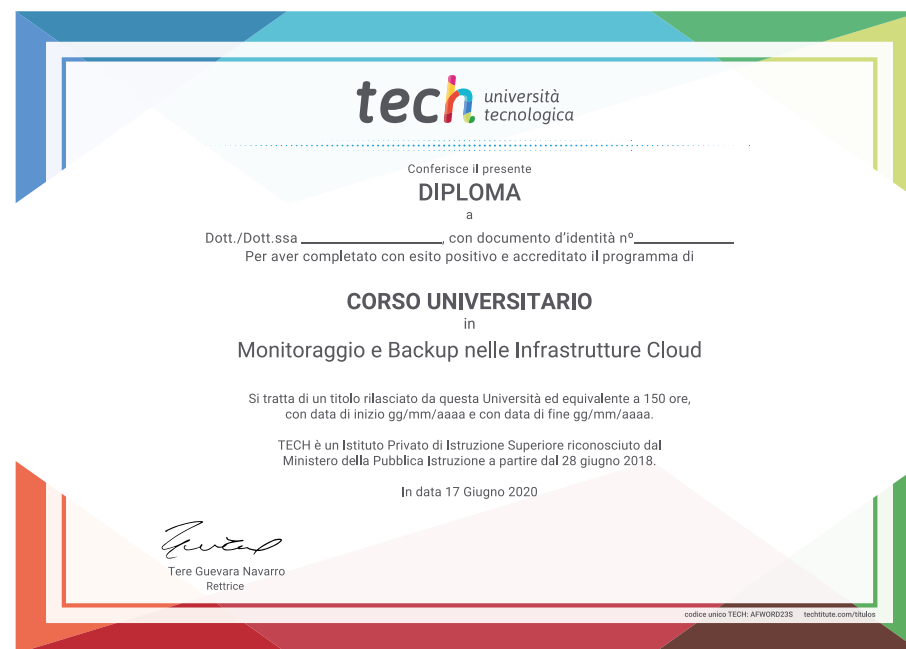 tech università
tecnologica
Conferisce il presente
DIPLOMA
a
Dott./Dott.ssa ____________________, con documento d'identità nº______________
Per aver completato con esito positivo e accreditato il programma di
CORSO UNIVERSITARIO
in
Monitoraggio e Backup nelle Infrastrutture Cloud
Si tratta di un titolo rilasciato da questa Università ed equivalente a 150 ore,
con data di inizio gg/mm/aaaa e con data di fine gg/mm/aaaa.
TECH è un Istituto Privato di Istruzione Superiore riconosciuto dal
Ministero della Pubblica Istruzione a partire dal 28 giugno 2018.
In data 17 Giugno 2020
Tere Guevara Navarro
Rettrice
codice unico TECH: AFWORD23S techtitute.com/titulos